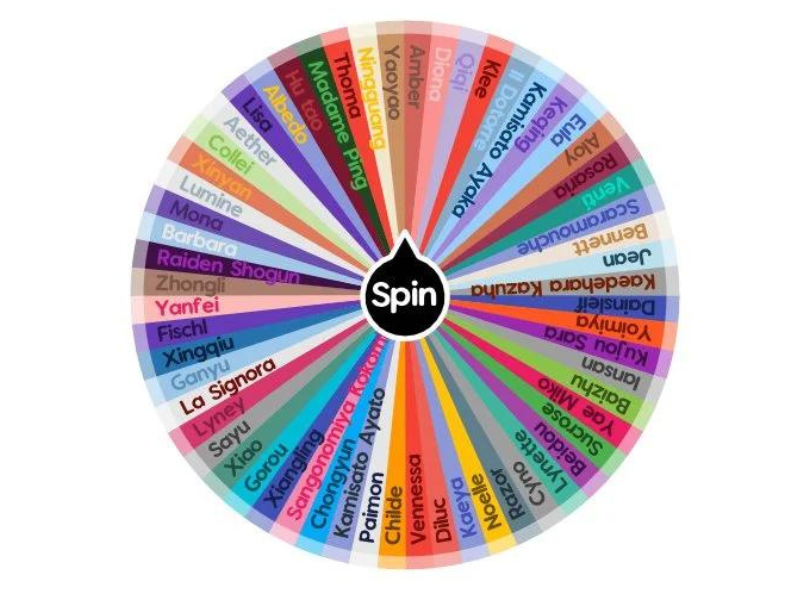 Amber
Diona
Qiqi
Klee
Il Dottore
Kamisato Ayaka
Keqing
Eula
Aloy
Rosaria
Venti
Scaramouche
Bennett
Jean
Kaedehara Kazuha
Dainsleif
Yoimiya
Kujou Sara
Iansan
Baizhu
Yae Miko
Sucrose
Beidou
Lynette
Cyno
Razor
Noelle
Kaeya
Diluc
Vennessa
Childe
Paimon
Kamisato Ayato
Chongyun
Sangonomiya Kokomi
Xiangling
Gorou
Xiao
Sayu
Lyney
La Signora
Ganyu
Xingqiu
Fischl
Yanfei
Zhongli
Raiden Shogun
Barbara
Mona
Lumine
Xinyan
Collei
Aether
Lisa
Albedo
Hu tao
Madame Ping
Thoma
Ningguang
Yaoyao
Spin